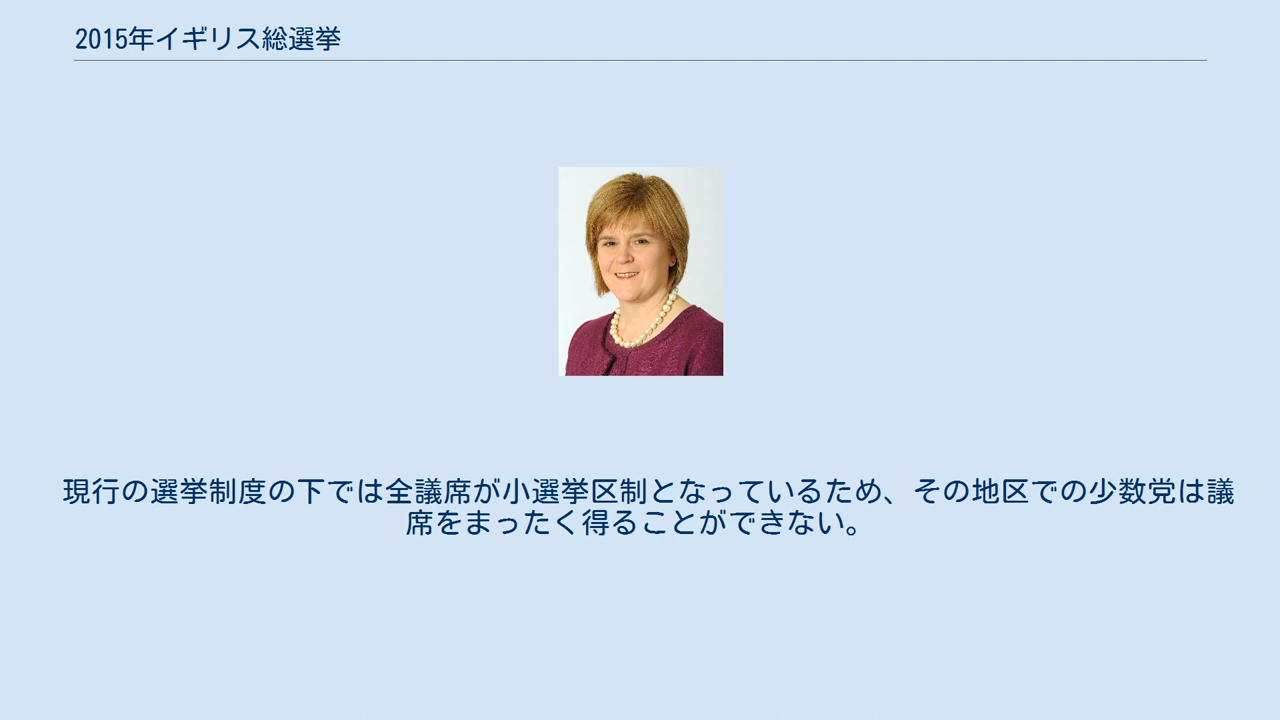 2015年イギリス総選挙
現行の選挙制度の下では全議席が小選挙区制となっているため、その地区での少数党は議
席をまったく得ることができない。